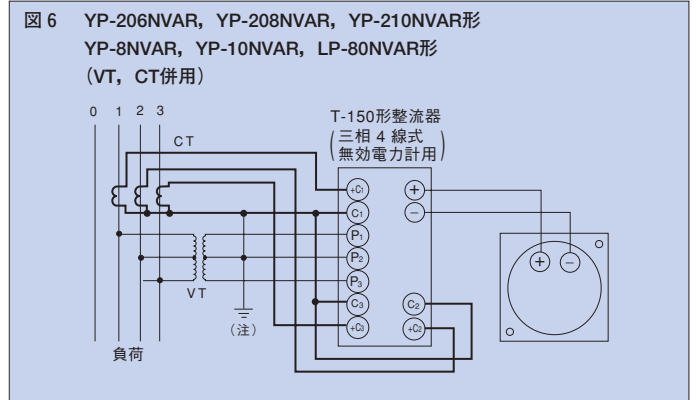 図 6 YP-206NVAR，YP-208NVAR，YP-210NVAR形
YP-8NVAR，YP-10NVAR，LP-80NVAR形
（VT，CT併用）
0 1 2 3
CT
T-150形整流器
（三相 4 線式
無効電力計用）
+C1
C1
P1
P2
P3
C3
+C3
+
−
C2
+C2
+ −
VT
（注）
負荷